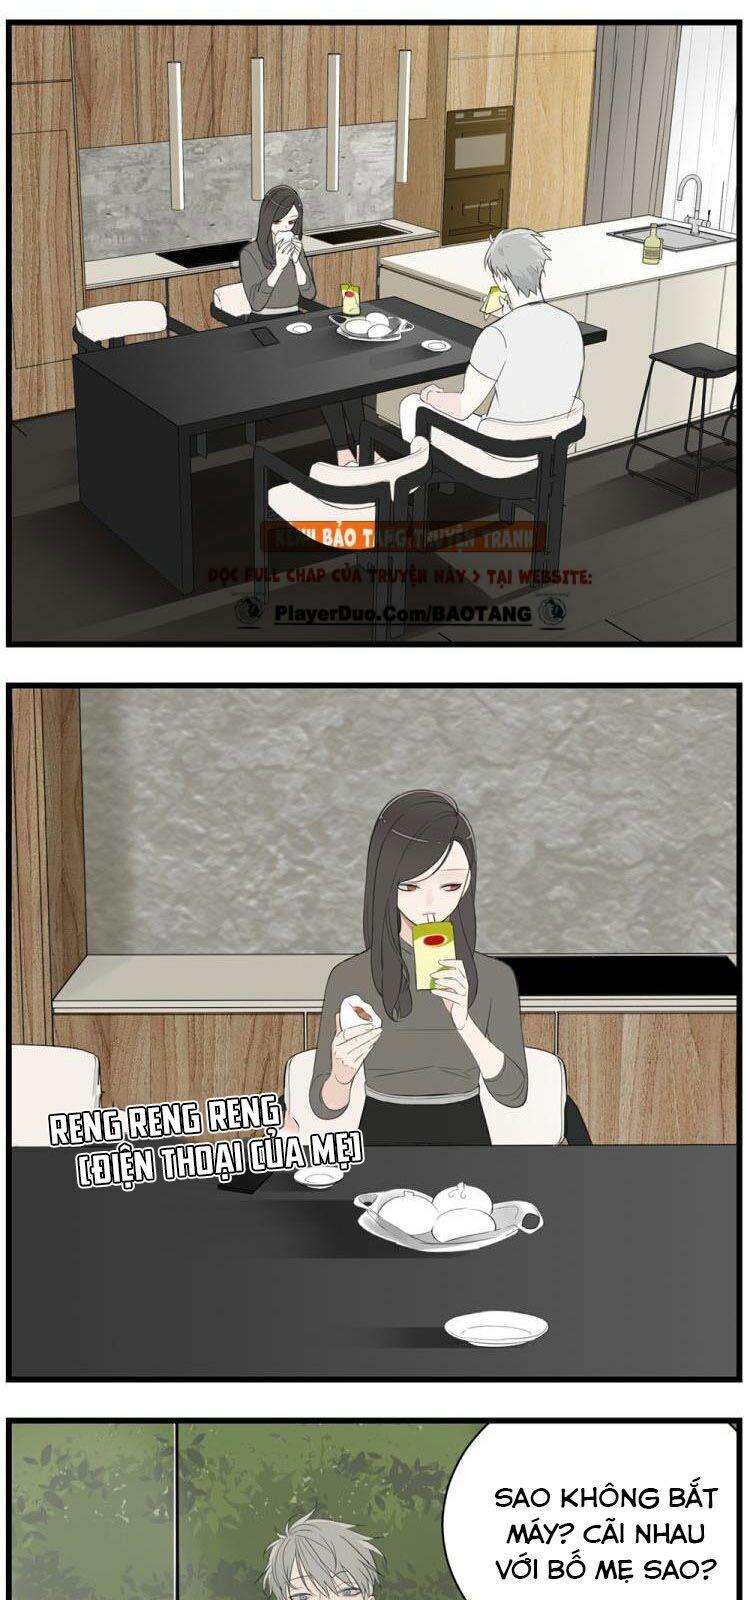 KÊNH BẢO TÀNG TRUYỆN TRANH
ĐỌC FULL CHAP CỦA TRUYỆN NÀY > TẠI WEBSITE:
PlayerDuo.Com/BAOTANG
RENG RENG RENG
[ĐIỆN THOẠI CỦA MẸ]
SAO KHÔNG BẮT
MÁY? CÃI NHAU
VỚI BỐ MẸ SAO?